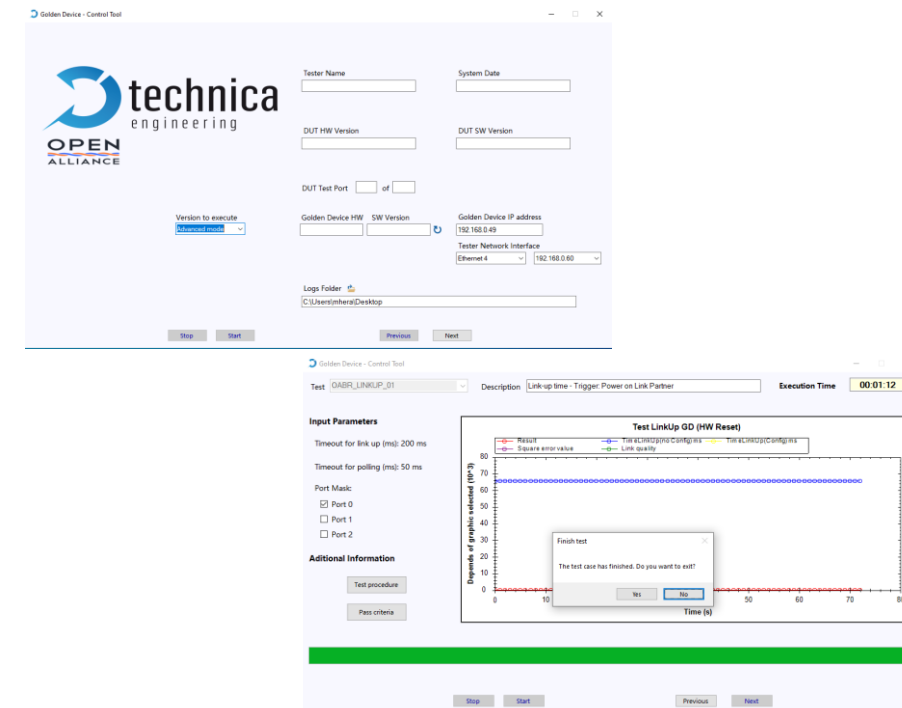 Golden Device - Control Tool
technica
engineering
OPEN
ALLIANCE
Tester Name
System Date
DUT HW Version
DUT SW Version
DUT Test Port
of
Version to execute
Advanced mode
Golden Device HW
SW Version
Golden Device IP address
192.168.0.49
Tester Network Interface
Ethernet 4
192.168.0.60
Logs Folder
C:\Users\mhera\Desktop
Stop
Start
Previous
Next
Golden Device - Control Tool
Test
OABR_LINKUP_01
Description
Link-up time - Trigger: Power on Link Partner
Execution Time
00:01:12
Input Parameters
Timeout for link up (ms): 200 ms
Timeout for polling (ms): 50 ms
Port Mask:
Port 0
Port 1
Port 2
Aditional Information
Test procedure
Pass criteria
Test LinkUp GD (HW Reset)
Result
TimeLinkUp(no Config) ms
TimeLinkUp(Config) ms
Square error value
Link quality
Depends of graphic selected (10^3)
80
70
60
50
40
30
20
10
0
0
10
50
60
70
Time (s)
Finish test
The test case has finished. Do you want to exit?
Yes
No
Stop
Start
Previous
Next